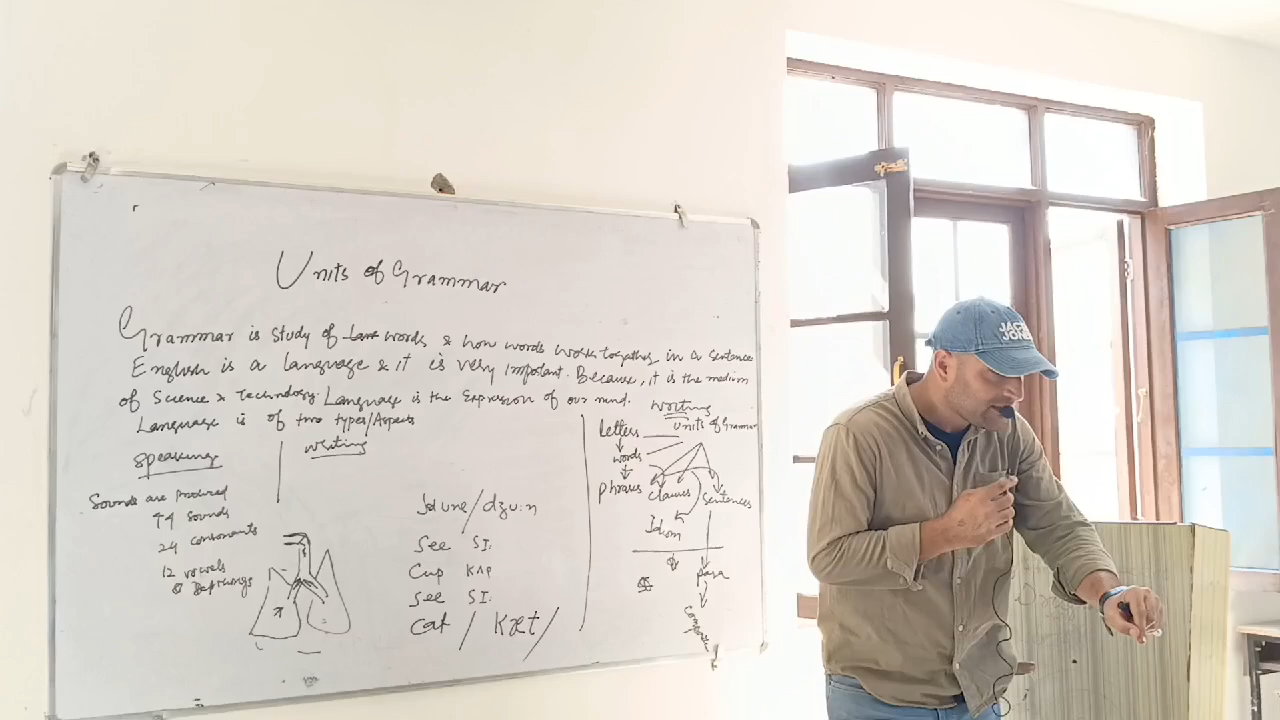 Units of Grammar
Grammar is study of words & how words works together in a sentence
English is a language & it is very important. Because, it is the medium
of Science & Technology. Language is the Expression of our mind.
Language is of two types/Aspects
speaking
writing
Sounds are produced
44 sounds
24 consonants
12 vowels
8 Dipthongs
June/dʒu:n
See SI:
Cup KΛP
See SI:
Cat / Kæt/
writing
units of Grammar
Letters
words
phrases clauses sentences
Idiom
para
JACK
JONES